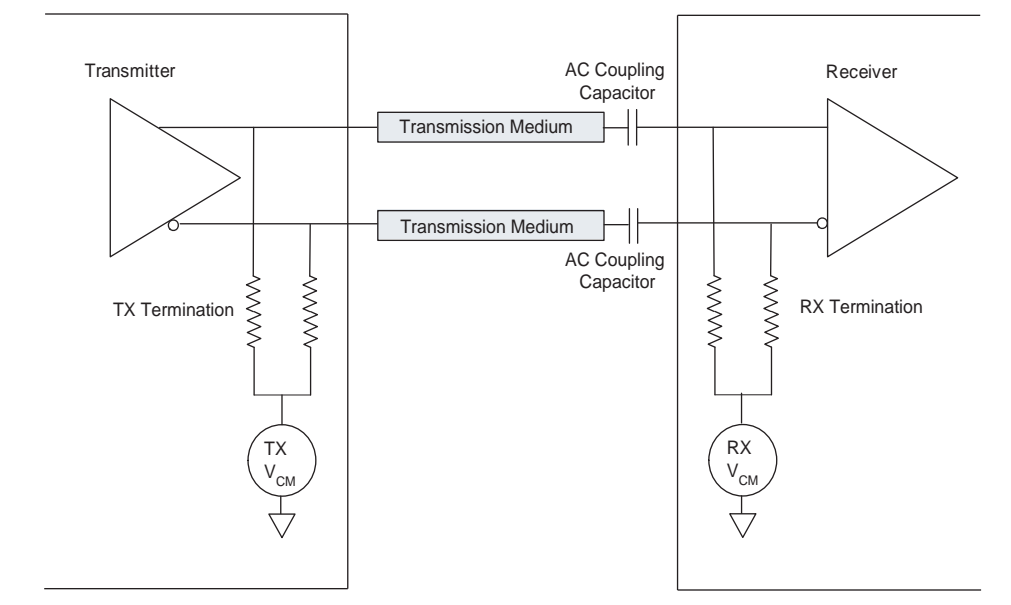 Transmitter
AC Coupling
Capacitor
Receiver
Transmission Medium
Transmission Medium
AC Coupling
Capacitor
TX Termination
RX Termination
TX
VCM
RX
VCM